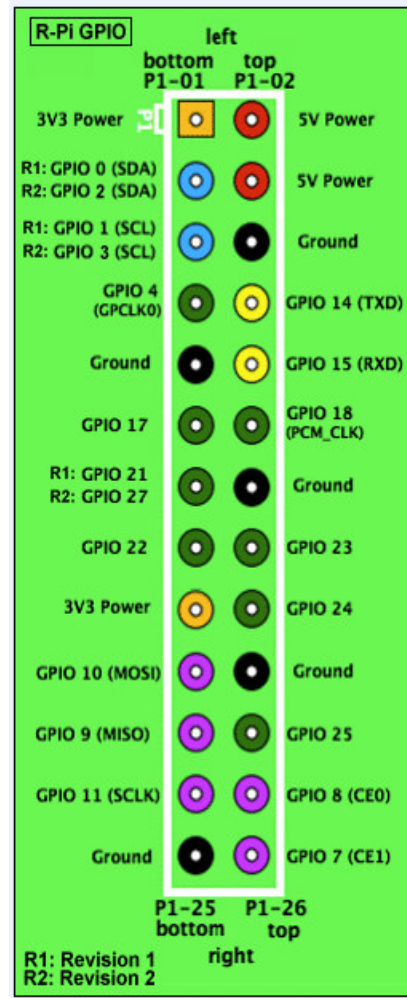 R-Pi GPIO
left
bottom top
P1-01 P1-02
3V3 Power P1 5V Power
R1: GPIO 0 (SDA)
R2: GPIO 2 (SDA) 5V Power
R1: GPIO 1 (SCL)
R2: GPIO 3 (SCL) Ground
GPIO 4
(GPCLK0) GPIO 14 (TXD)
Ground GPIO 15 (RXD)
GPIO 17 GPIO 18
(PCM_CLK)
R1: GPIO 21
R2: GPIO 27 Ground
GPIO 22 GPIO 23
3V3 Power GPIO 24
GPIO 10 (MOSI) Ground
GPIO 9 (MISO) GPIO 25
GPIO 11 (SCLK) GPIO 8 (CE0)
Ground GPIO 7 (CE1)
P1-25 P1-26
bottom top
right
R1: Revision 1
R2: Revision 2